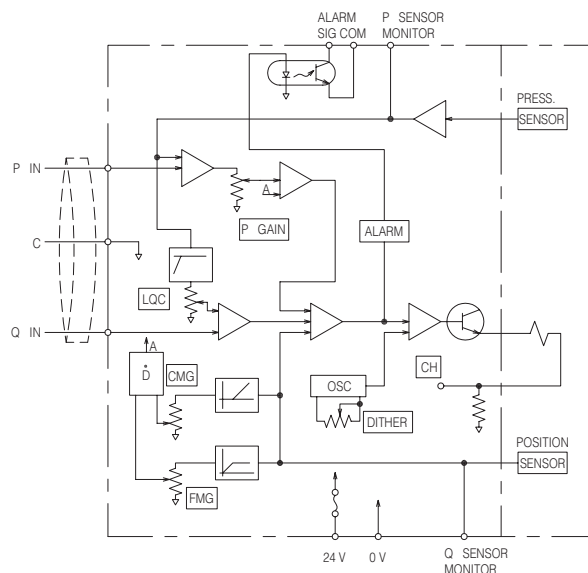 ALARM
SIG COM
P SENSOR
MONITOR
PRESS.
SENSOR
P IN
A
P GAIN
ALARM
C
LQC
Q IN
A
Ḋ
CMG
OSC
CH
DITHER
FMG
POSITION
SENSOR
24 V
0 V
Q SENSOR
MONITOR